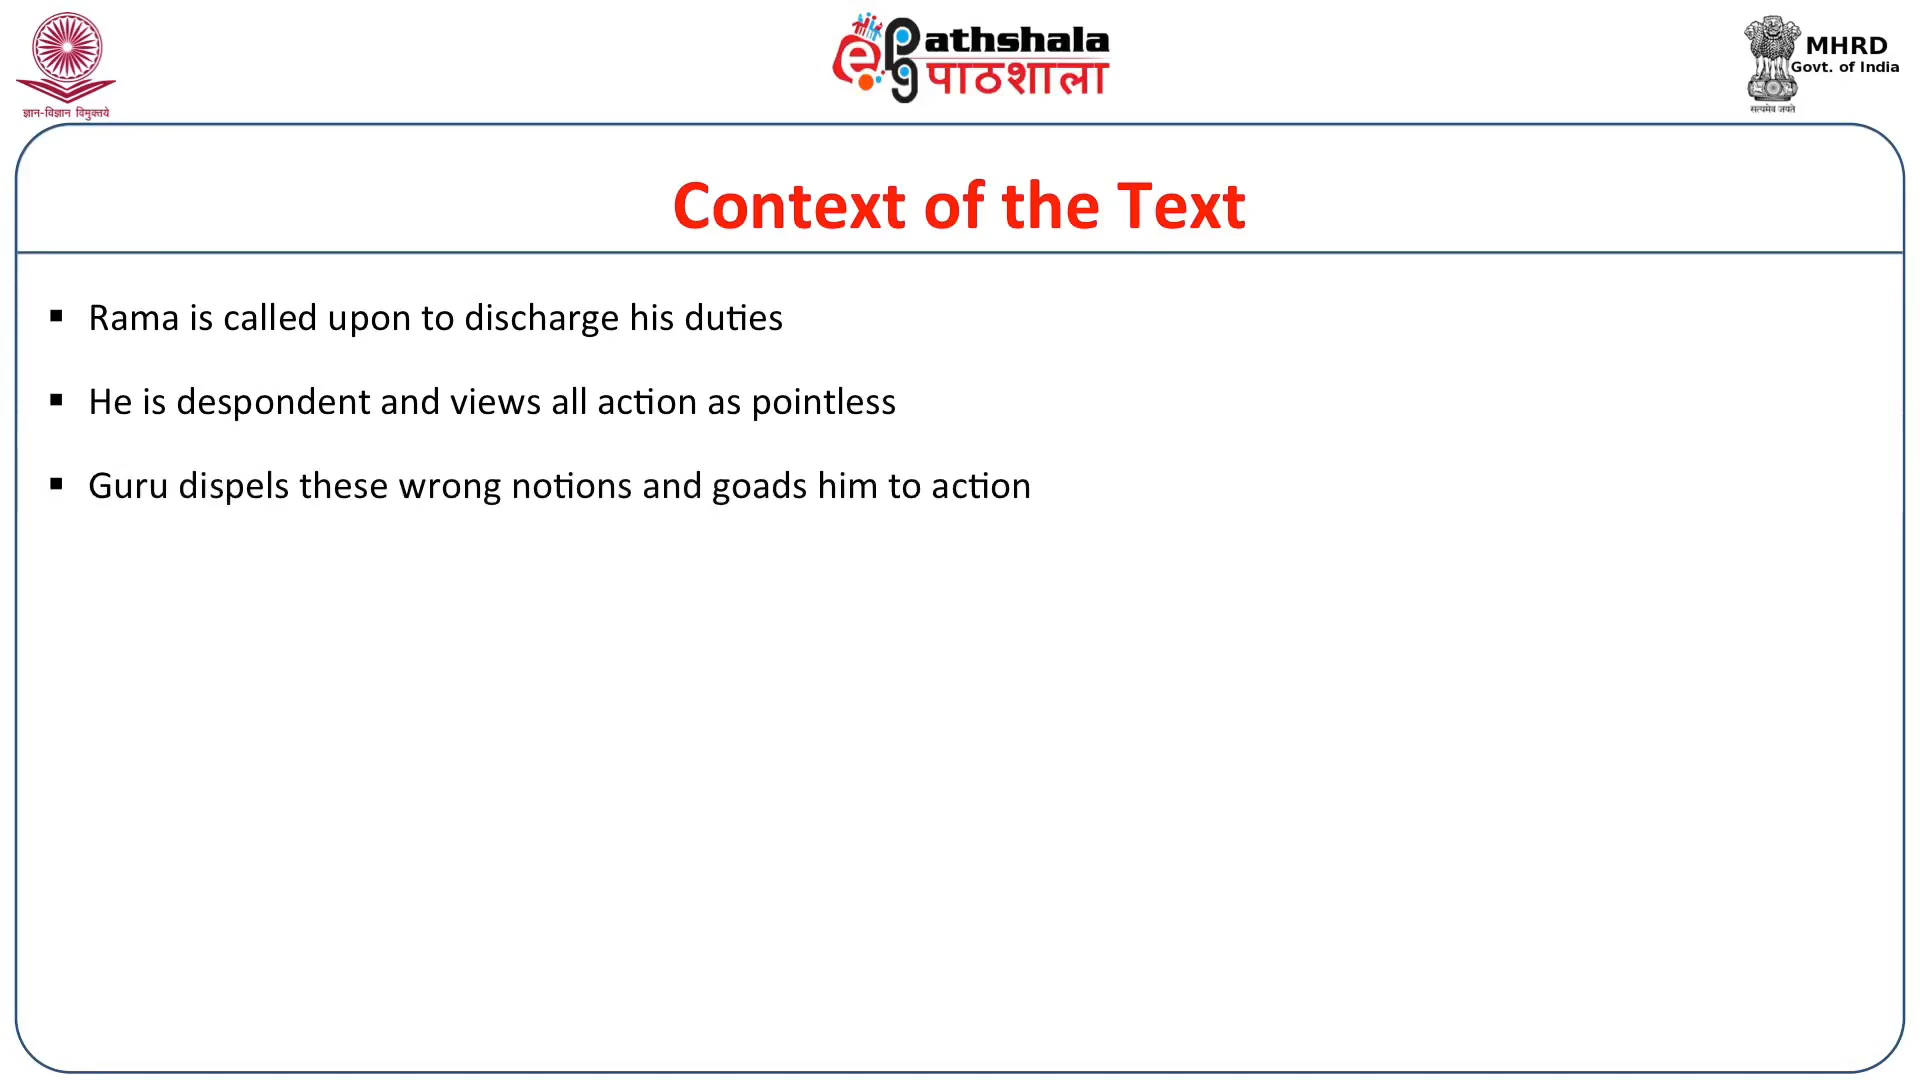 ज्ञान-विज्ञान विमुक्तये
ePathshala
पाठशाला
MHRD
Govt. of India
सत्यमेव जयते
Context of the Text
▪ Rama is called upon to discharge his duties
▪ He is despondent and views all action as pointless
▪ Guru dispels these wrong notions and goads him to action